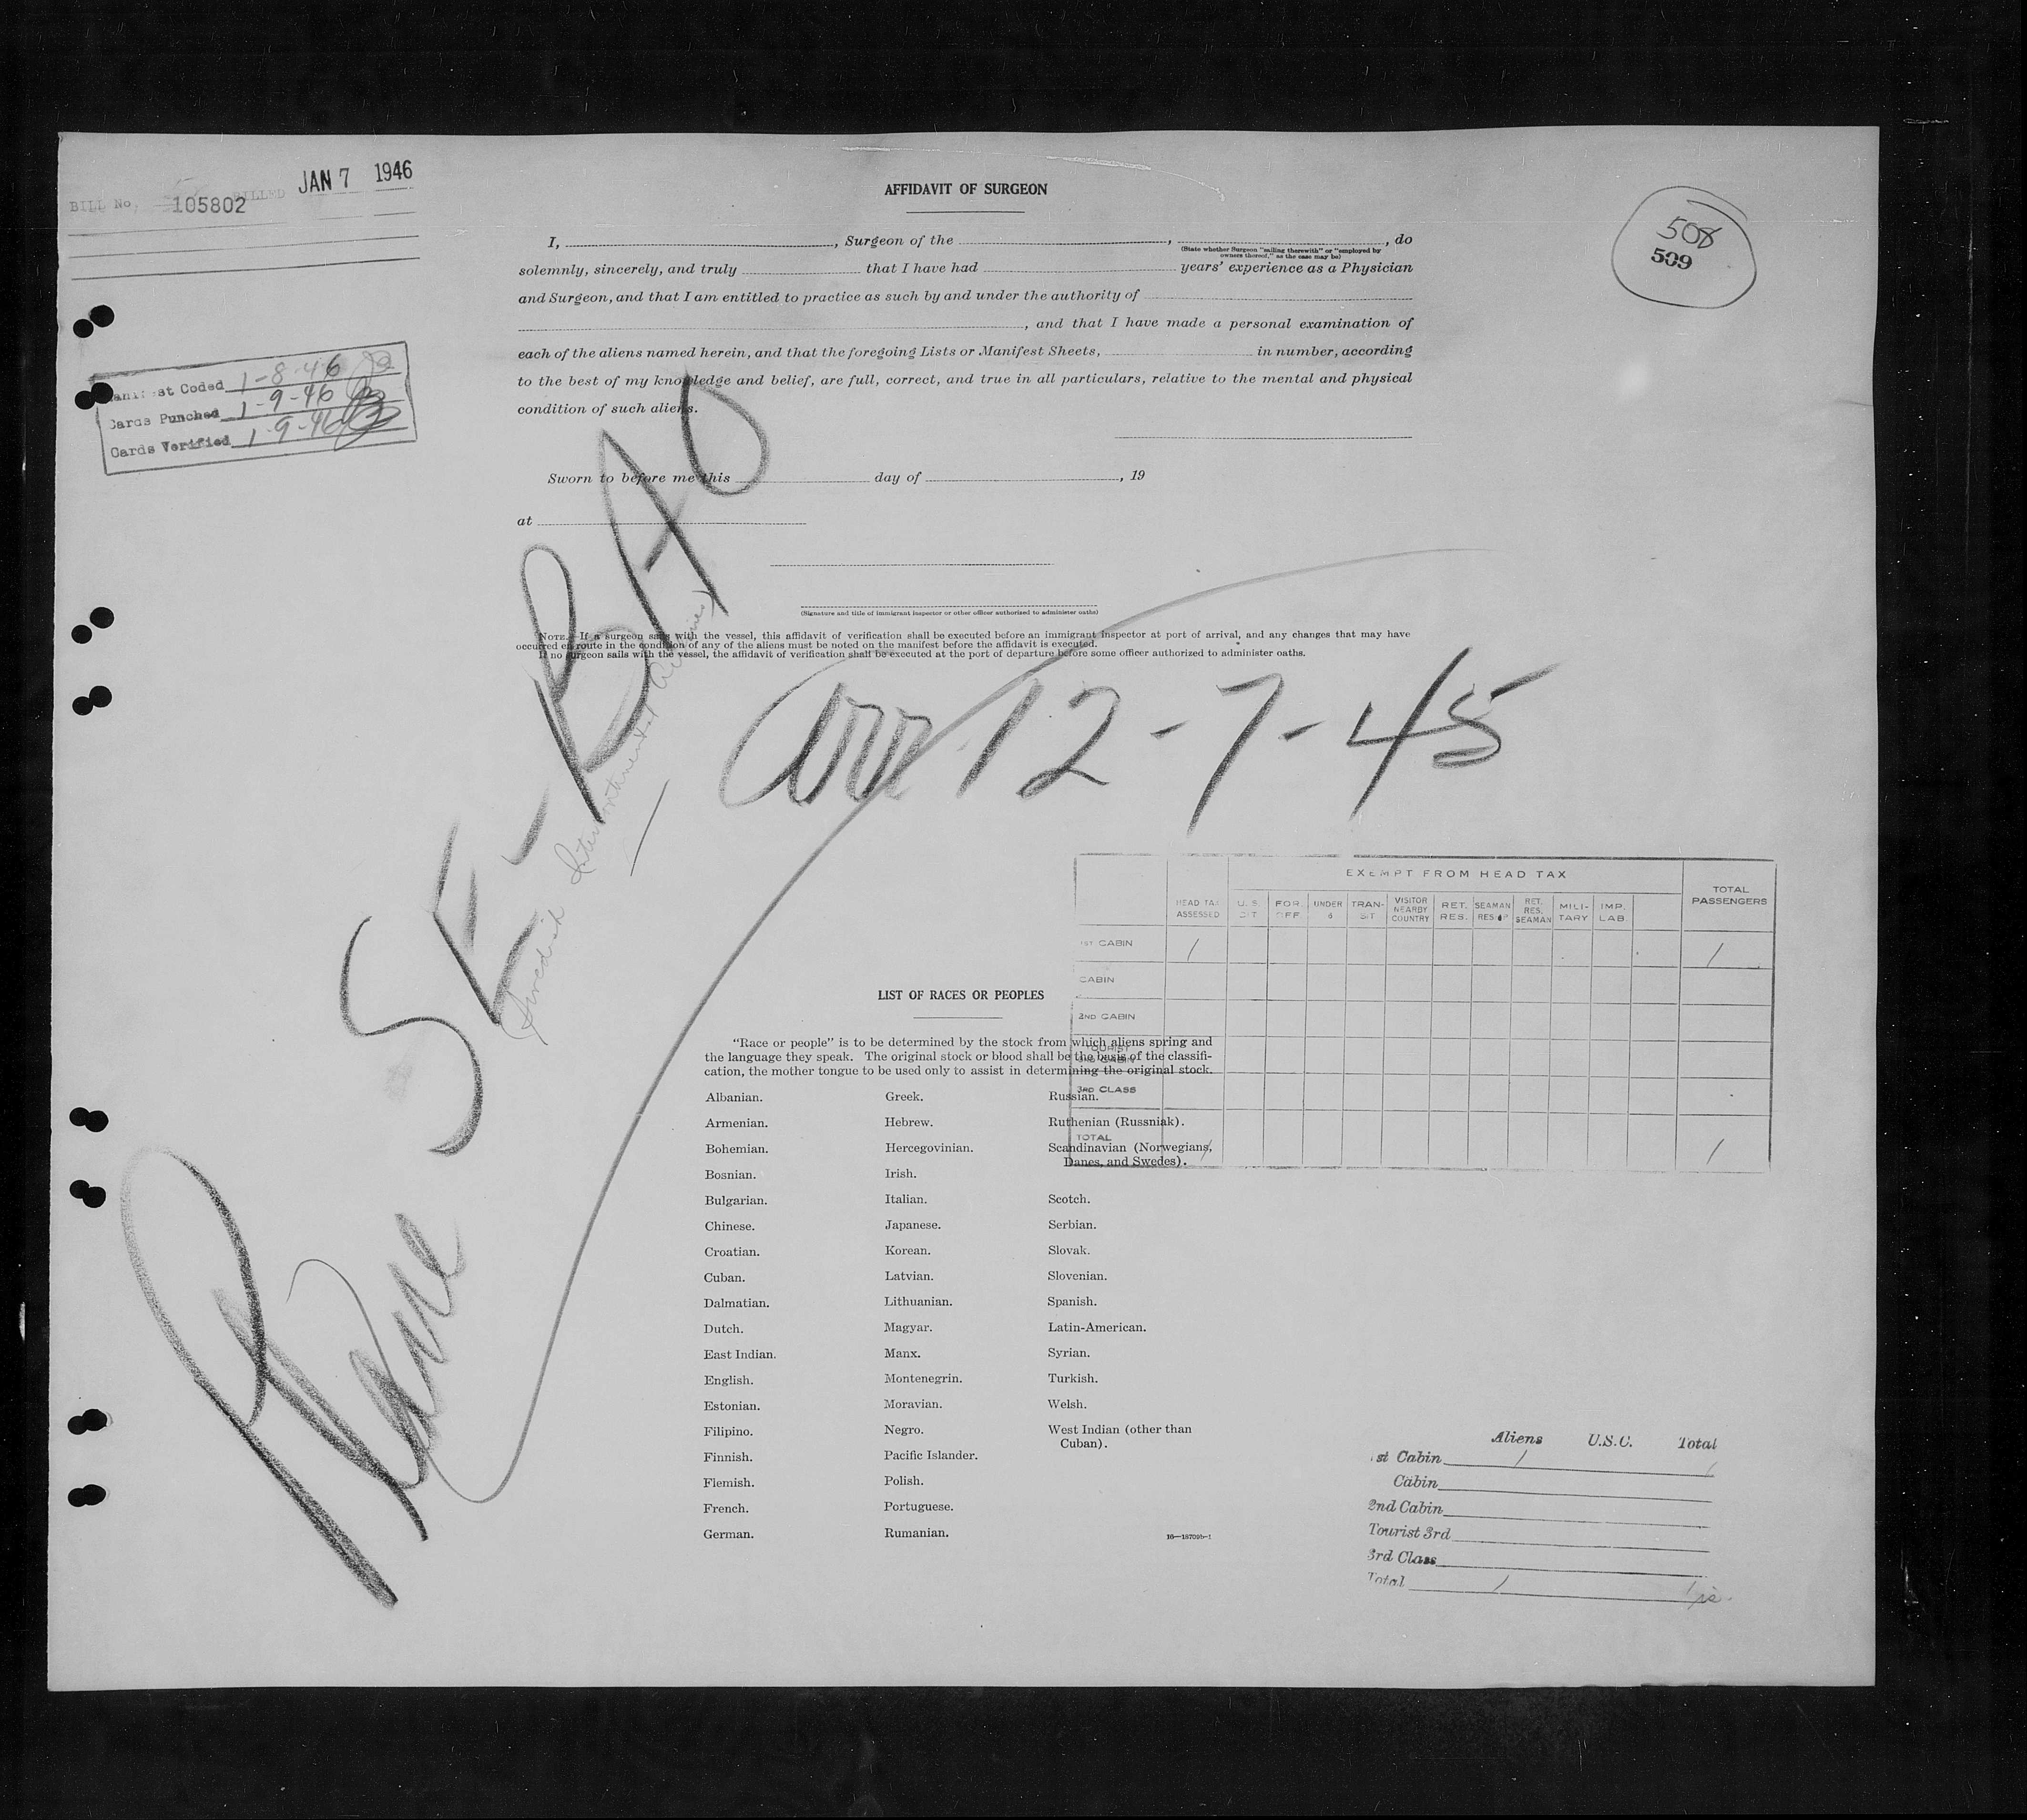 BILL No. 105802 BILLED JAN 7 1946
508
509
Manifest Coded 1-8-46
Cards Punched 1-9-46
Cards Verified 1-9-46
AFFIDAVIT OF SURGEON
I, , Surgeon of the , , do
(State whether Surgeon "sailing therewith" or "employed by
owners thereof," as the case may be)
solemnly, sincerely, and truly that I have had years' experience as a Physician
and Surgeon, and that I am entitled to practice as such by and under the authority of
, and that I have made a personal examination of
each of the aliens named herein, and that the foregoing Lists or Manifest Sheets, in number, according
to the best of my knowledge and belief, are full, correct, and true in all particulars, relative to the mental and physical
condition of such aliens.
Sworn to before me this day of , 19
at
(Signature and title of immigrant inspector or other officer authorized to administer oaths)
NOTE.—If a surgeon sails with the vessel, this affidavit of verification shall be executed before an immigrant inspector at port of arrival, and any changes that may have
occurred en route in the condition of any of the aliens must be noted on the manifest before the affidavit is executed.
If no surgeon sails with the vessel, the affidavit of verification shall be executed at the port of departure before some officer authorized to administer oaths.
Plane SE-BAO
(Swedish Intercontinental Airlines)
Arr 12-7-45
EXEMPT FROM HEAD TAX
HEAD TAX ASSESSED
U.S. CIT.
FOR. OFF.
UNDER 6
TRAN-SIT
VISITOR NEARBY COUNTRY
RET. RES.
SEAMAN RES.
RET. RES. SEAMAN
MILI-TARY
IMP. LAB.
TOTAL PASSENGERS
1ST CABIN 1 1
CABIN
2ND CABIN
TOURIST
3RD CABIN
3RD CLASS
TOTAL 1 1
LIST OF RACES OR PEOPLES
"Race or people" is to be determined by the stock from which aliens spring and
the language they speak. The original stock or blood shall be the basis of the classifi-
cation, the mother tongue to be used only to assist in determining the original stock.
Albanian.
Armenian.
Bohemian.
Bosnian.
Bulgarian.
Chinese.
Croatian.
Cuban.
Dalmatian.
Dutch.
East Indian.
English.
Estonian.
Filipino.
Finnish.
Flemish.
French.
German.
Greek.
Hebrew.
Hercegovinian.
Irish.
Italian.
Japanese.
Korean.
Latvian.
Lithuanian.
Magyar.
Manx.
Montenegrin.
Moravian.
Negro.
Pacific Islander.
Polish.
Portuguese.
Rumanian.
Russian.
Ruthenian (Russniak).
Scandinavian (Norwegians,
Danes, and Swedes).
Scotch.
Serbian.
Slovak.
Slovenian.
Spanish.
Latin-American.
Syrian.
Turkish.
Welsh.
West Indian (other than
Cuban).
16—18709b-1
Aliens U.S.C. Total
1st Cabin 1 1
Cabin
2nd Cabin
Tourist 3rd
3rd Class
Total 1 1